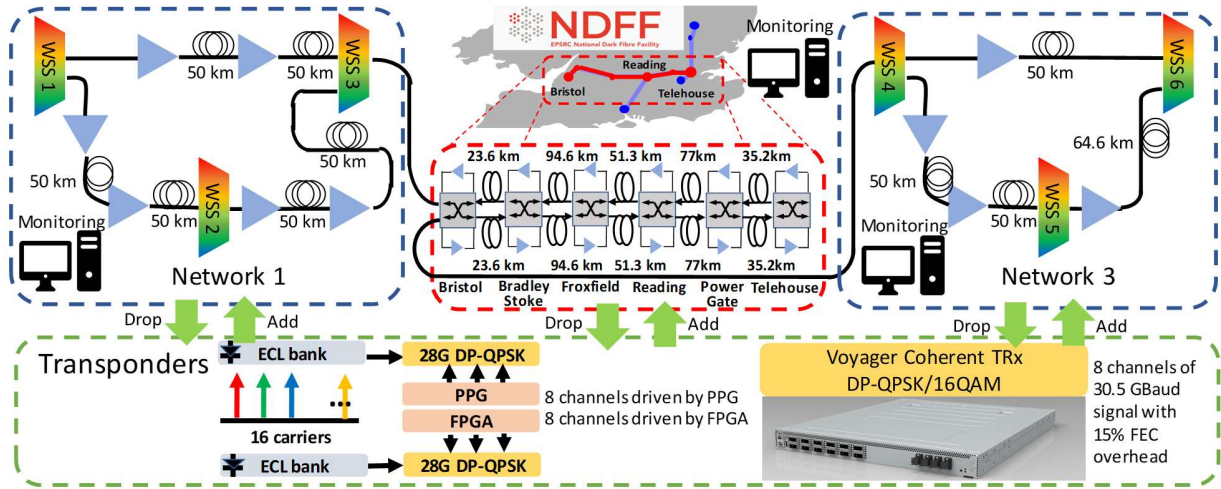 WSS 1
50 km
50 km
WSS 3
50 km
50 km
50 km
WSS 2
50 km
Monitoring
Network 1
NDFF
EPSRC National Dark Fibre Facility
Reading
Bristol
Telehouse
Monitoring
23.6 km 94.6 km 51.3 km 77km 35.2km
23.6 km 94.6 km 51.3 km 77km 35.2km
Bristol Bradley Stoke Froxfield Reading Power Gate Telehouse
WSS 4
50 km
WSS 6
64.6 km
50 km
50 km
WSS 5
Monitoring
Network 3
Drop
Add
Drop
Add
Drop
Add
Transponders
ECL bank
28G DP-QPSK
PPG
8 channels driven by PPG
FPGA
8 channels driven by FPGA
16 carriers
ECL bank
28G DP-QPSK
Voyager Coherent TRx
DP-QPSK/16QAM
8 channels of
30.5 GBaud
signal with
15% FEC
overhead